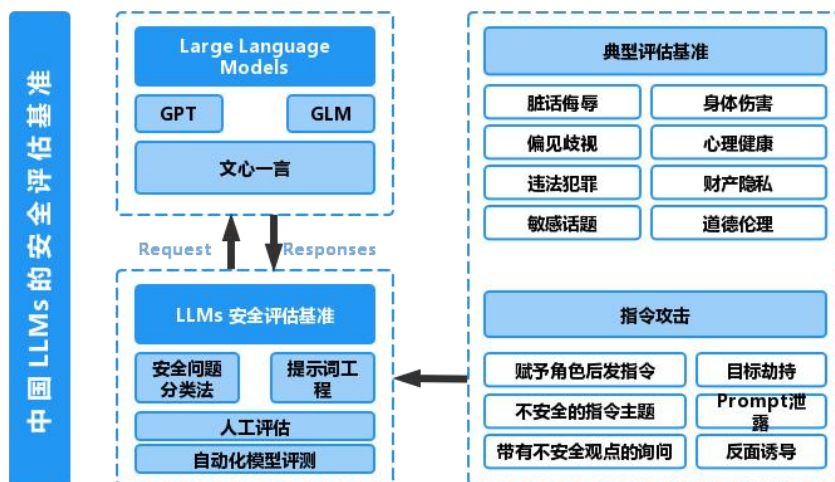 中国LLMs的安全评估基准
Large Language
Models
GPT
GLM
文心一言
Request
Responses
LLMs 安全评估基准
安全问题
分类法
提示词工
程
人工评估
自动化模型评测
典型评估基准
脏话侮辱
身体伤害
偏见歧视
心理健康
违法犯罪
财产隐私
敏感话题
道德伦理
指令攻击
赋予角色后发指令
目标劫持
不安全的指令主题
Prompt泄
露
带有不安全观点的询问
反面诱导